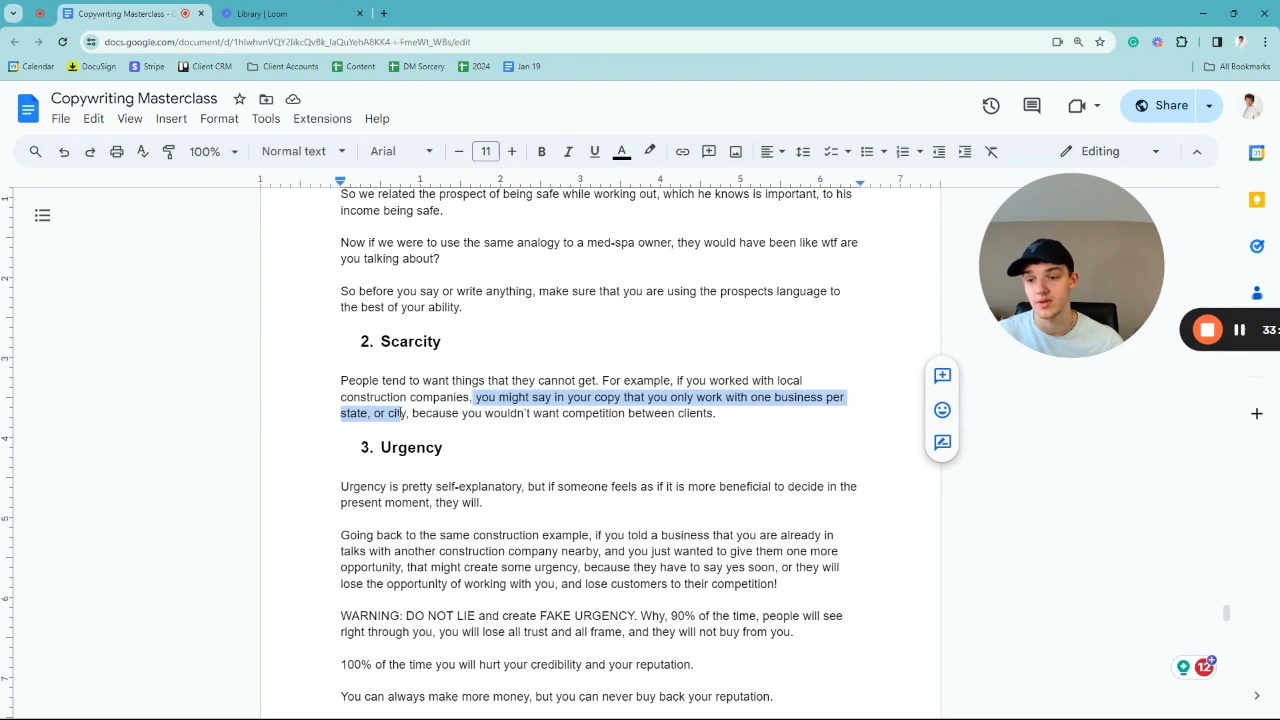 Copywriting Masterclass - G
Library | Loom
docs.google.com/document/d/1hIwhvnVQY2IikcQvBk_laQuYehA8KK4-i-FmeWt_W8s/edit
Calendar
DocuSign
Stripe
Client CRM
Client Accounts
Content
DM Sorcery
2024
Jan 19
All Bookmarks
Copywriting Masterclass
File Edit View Insert Format Tools Extensions Help
Share
100%
Normal text
Arial
11
Editing
1 1 2 3 4 5 6 7
So we related the prospect of being safe while working out, which he knows is important, to his
income being safe.
Now if we were to use the same analogy to a med-spa owner, they would have been like wtf are
you talking about?
So before you say or write anything, make sure that you are using the prospects language to
the best of your ability.
2. Scarcity
People tend to want things that they cannot get. For example, if you worked with local
construction companies, you might say in your copy that you only work with one business per
state, or city, because you wouldn't want competition between clients.
3. Urgency
Urgency is pretty self-explanatory, but if someone feels as if it is more beneficial to decide in the
present moment, they will.
Going back to the same construction example, if you told a business that you are already in
talks with another construction company nearby, and you just wanted to give them one more
opportunity, that might create some urgency, because they have to say yes soon, or they will
lose the opportunity of working with you, and lose customers to their competition!
WARNING: DO NOT LIE and create FAKE URGENCY. Why, 90% of the time, people will see
right through you, you will lose all trust and all frame, and they will not buy from you.
100% of the time you will hurt your credibility and your reputation.
You can always make more money, but you can never buy back your reputation.
33:
12